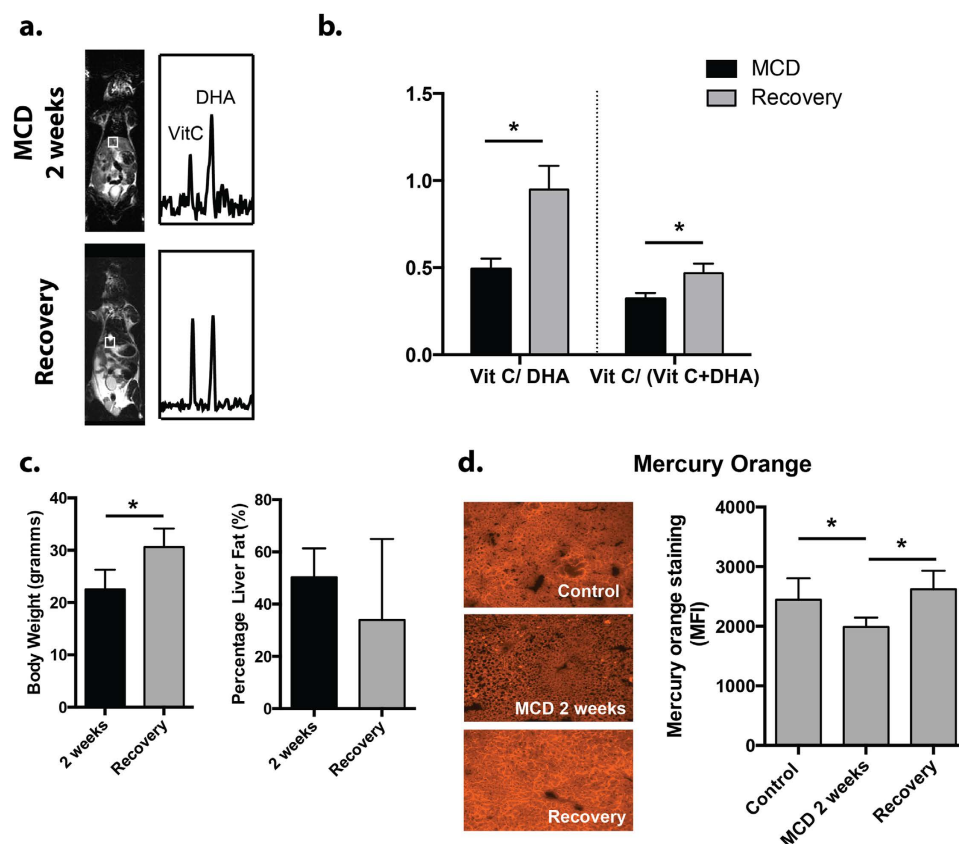 a.
MCD
2 weeks
VitC
DHA
Recovery
b.
MCD
Recovery
*
*
1.5
1.0
0.5
0.0
Vit C/ DHA
Vit C/ (Vit C+DHA)
c.
Body Weight (gramms)
40
30
20
10
0
*
2 weeks
Recovery
Percentage Liver Fat (%)
80
60
40
20
0
2 weeks
Recovery
d.
Mercury Orange
Control
MCD 2 weeks
Recovery
Mercury orange staining
(MFI)
4000
3000
2000
1000
0
*
*
Control
MCD 2 weeks
Recovery